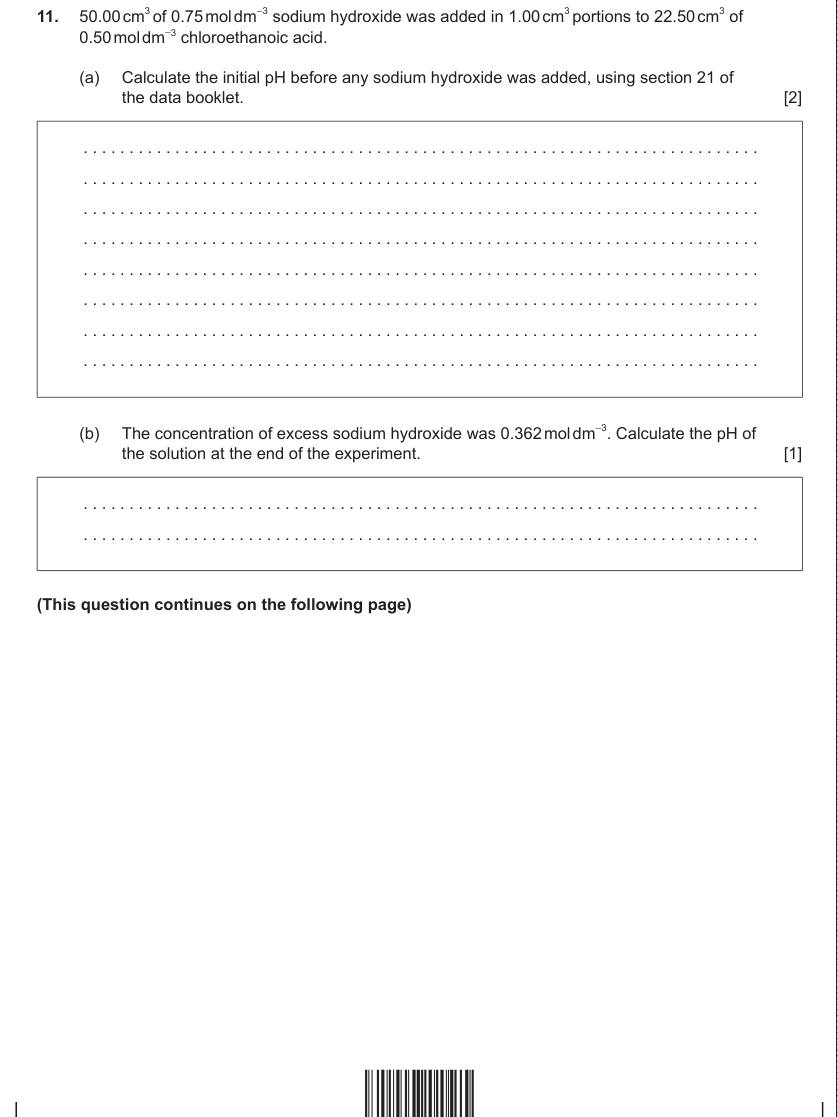 11. 50.00 cm³ of 0.75 mol dm⁻³ sodium hydroxide was added in 1.00 cm³ portions to 22.50 cm³ of
0.50 mol dm⁻³ chloroethanoic acid.
(a) Calculate the initial pH before any sodium hydroxide was added, using section 21 of
the data booklet. [2]
(b) The concentration of excess sodium hydroxide was 0.362 mol dm⁻³. Calculate the pH of
the solution at the end of the experiment. [1]
(This question continues on the following page)